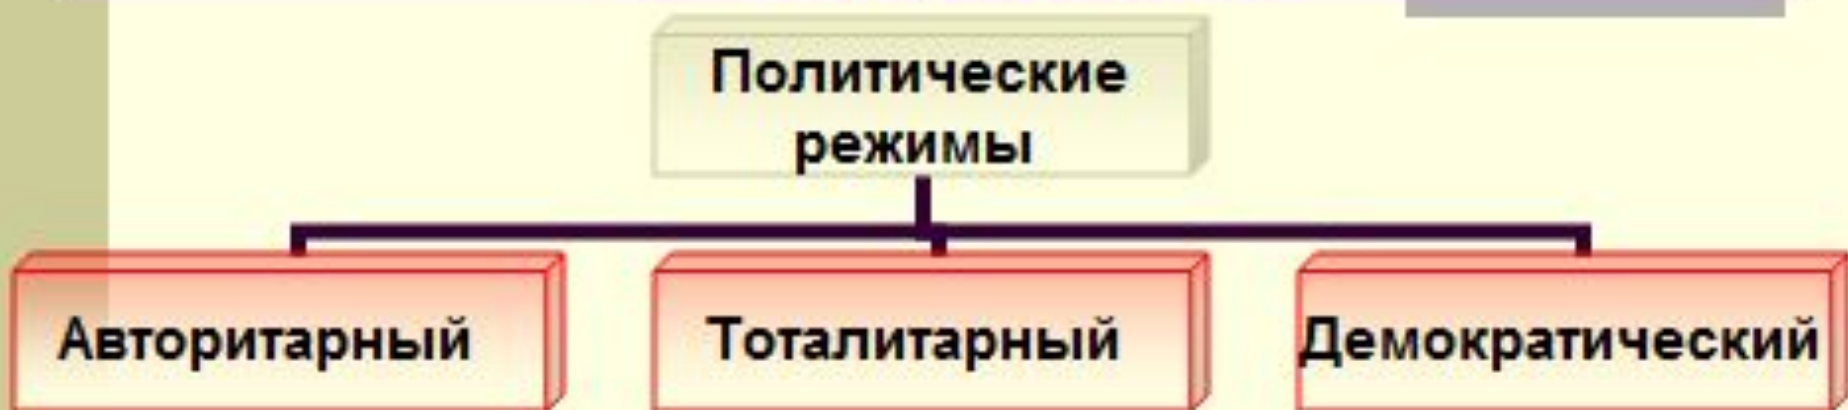 Политические
режимы
Авторитарный
Тоталитарный
Демократический